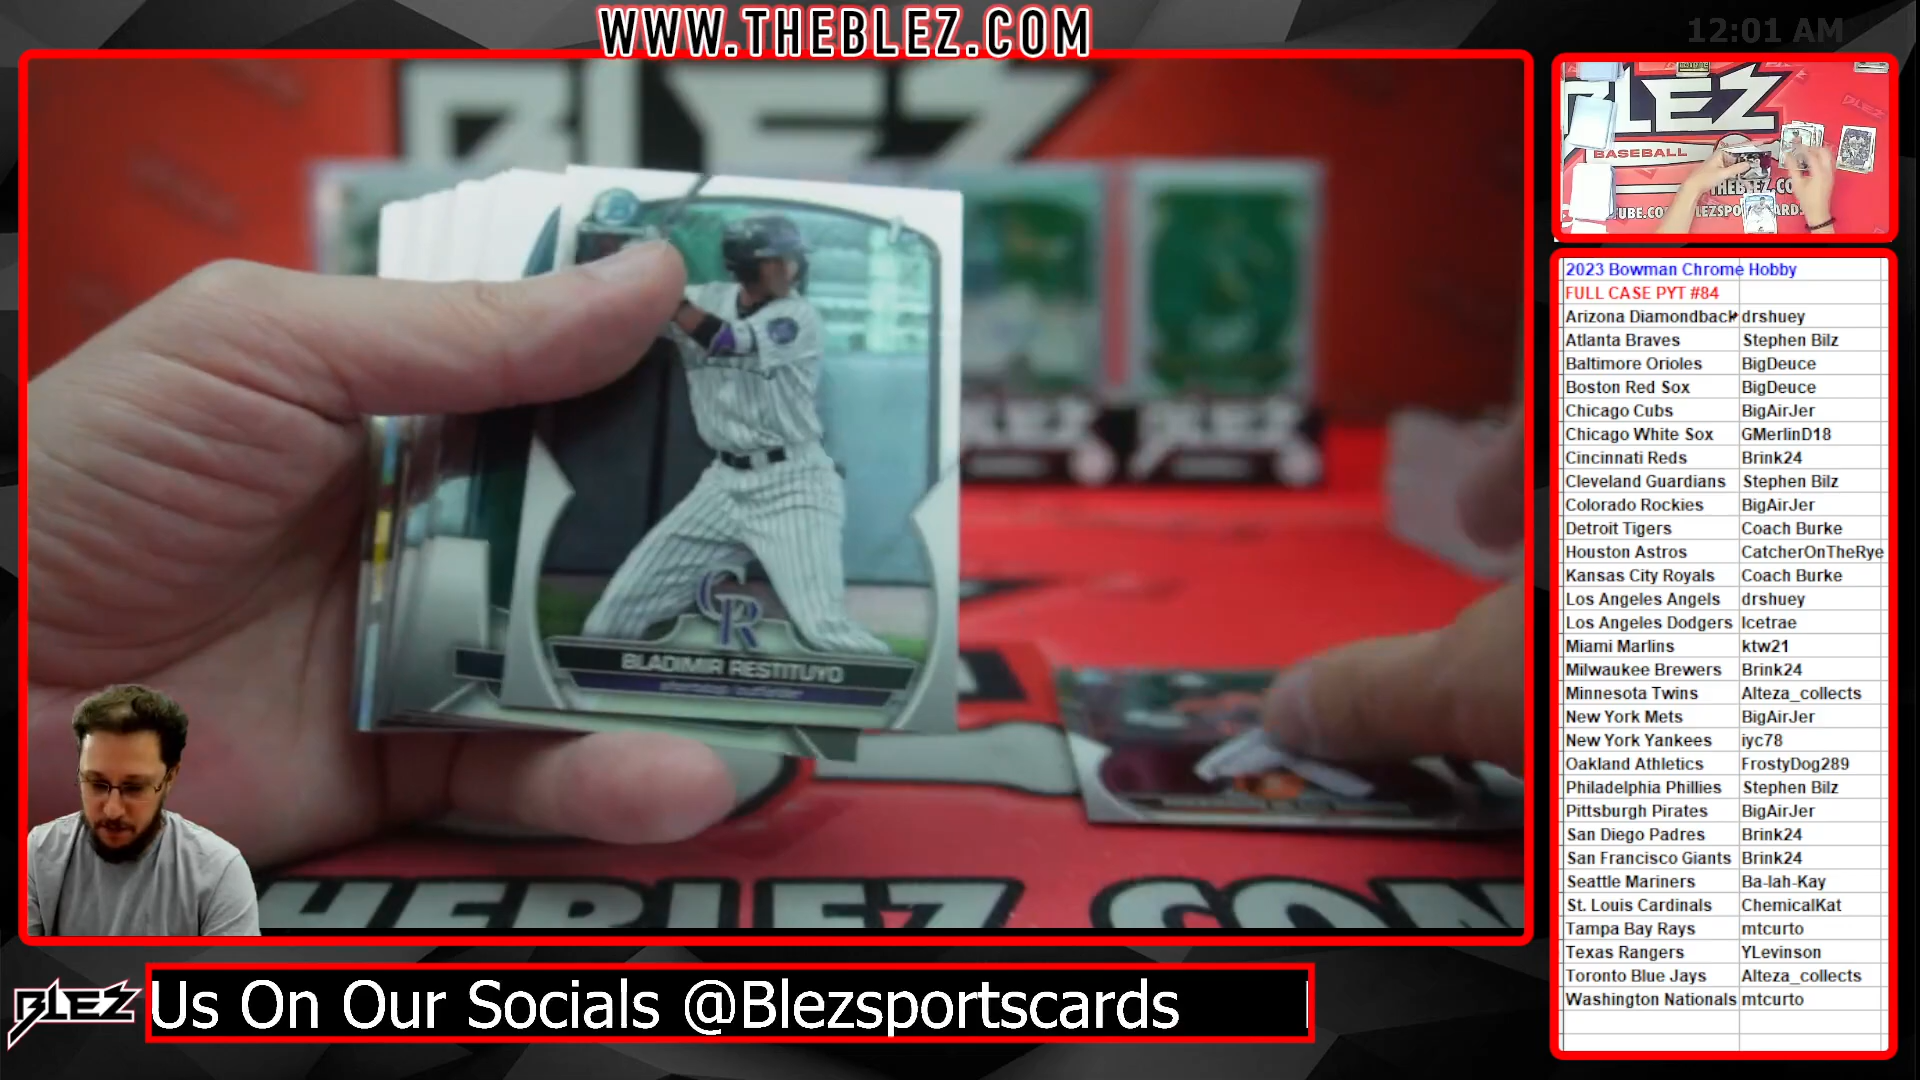 WWW.THEBLEZ.COM
12:01 AM
BLEZ
BLEZ
BASEBALL
BLADIMIR RESTITUYO
CR
2023 Bowman Chrome Hobby
FULL CASE PYT #84
Arizona Diamondback drshuey
Atlanta Braves Stephen Bilz
Baltimore Orioles BigDeuce
Boston Red Sox BigDeuce
Chicago Cubs BigAirJer
Chicago White Sox GMerlinD18
Cincinnati Reds Brink24
Cleveland Guardians Stephen Bilz
Colorado Rockies BigAirJer
Detroit Tigers Coach Burke
Houston Astros CatcherOnTheRye
Kansas City Royals Coach Burke
Los Angeles Angels drshuey
Los Angeles Dodgers Icetrae
Miami Marlins ktw21
Milwaukee Brewers Brink24
Minnesota Twins Alteza_collects
New York Mets BigAirJer
New York Yankees iyc78
Oakland Athletics FrostyDog289
Philadelphia Phillies Stephen Bilz
Pittsburgh Pirates BigAirJer
San Diego Padres Brink24
San Francisco Giants Brink24
Seattle Mariners Ba-lah-Kay
St. Louis Cardinals ChemicalKat
Tampa Bay Rays mtcurto
Texas Rangers YLevinson
Toronto Blue Jays Alteza_collects
Washington Nationals mtcurto
BLEZ
Us On Our Socials @Blezsportscards